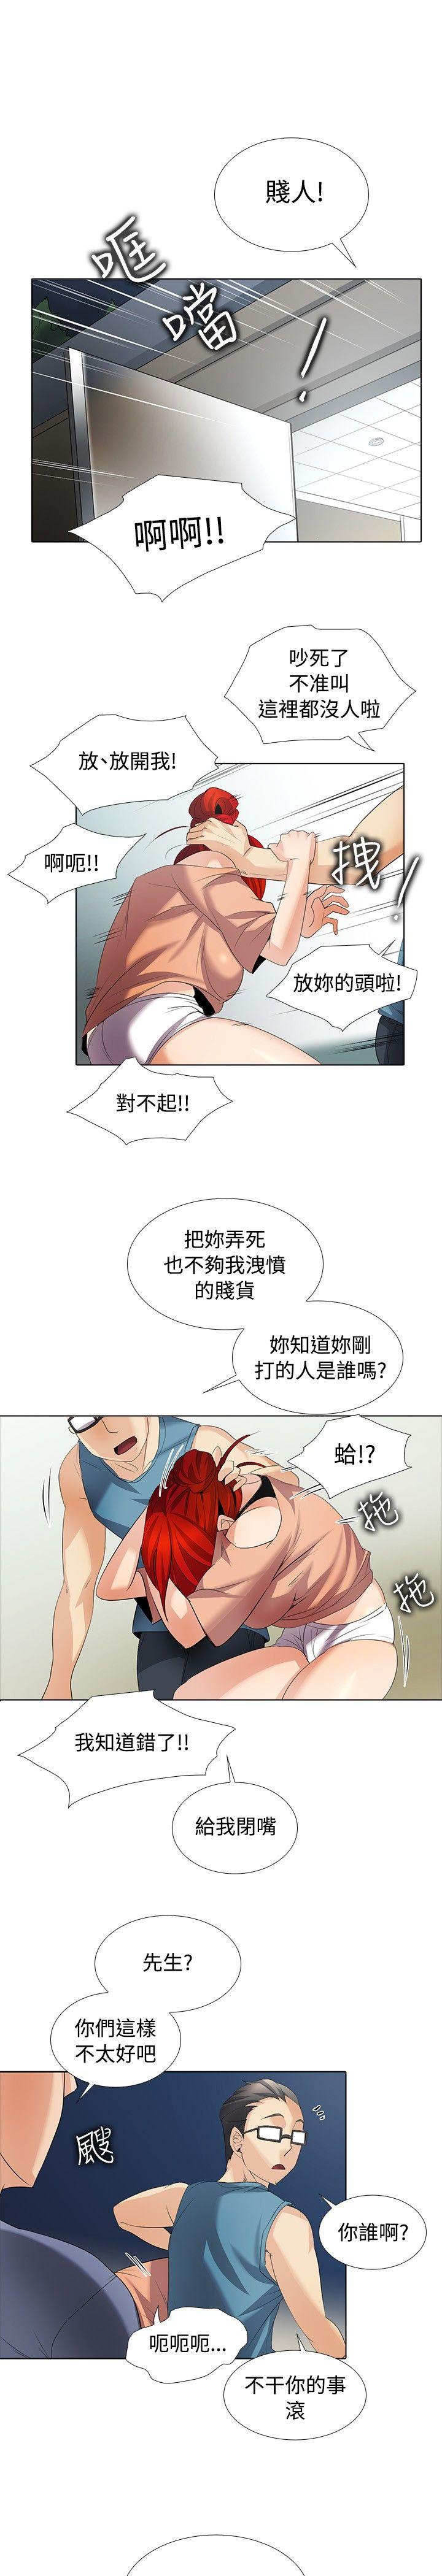 賤人!
哐
噹
啊啊!!
吵死了
不准叫
這裡都沒人啦
放、放開我!
啊呃!!
拽
放妳的頭啦!
對不起!!
把妳弄死
也不夠我洩憤
的賤貨
妳知道妳剛
打的人是誰嗎?
蛤!?
拖
拖
我知道錯了!!
給我閉嘴
先生?
你們這樣
不太好吧
颼
你誰啊?
呃呃呃...
不干你的事
滾